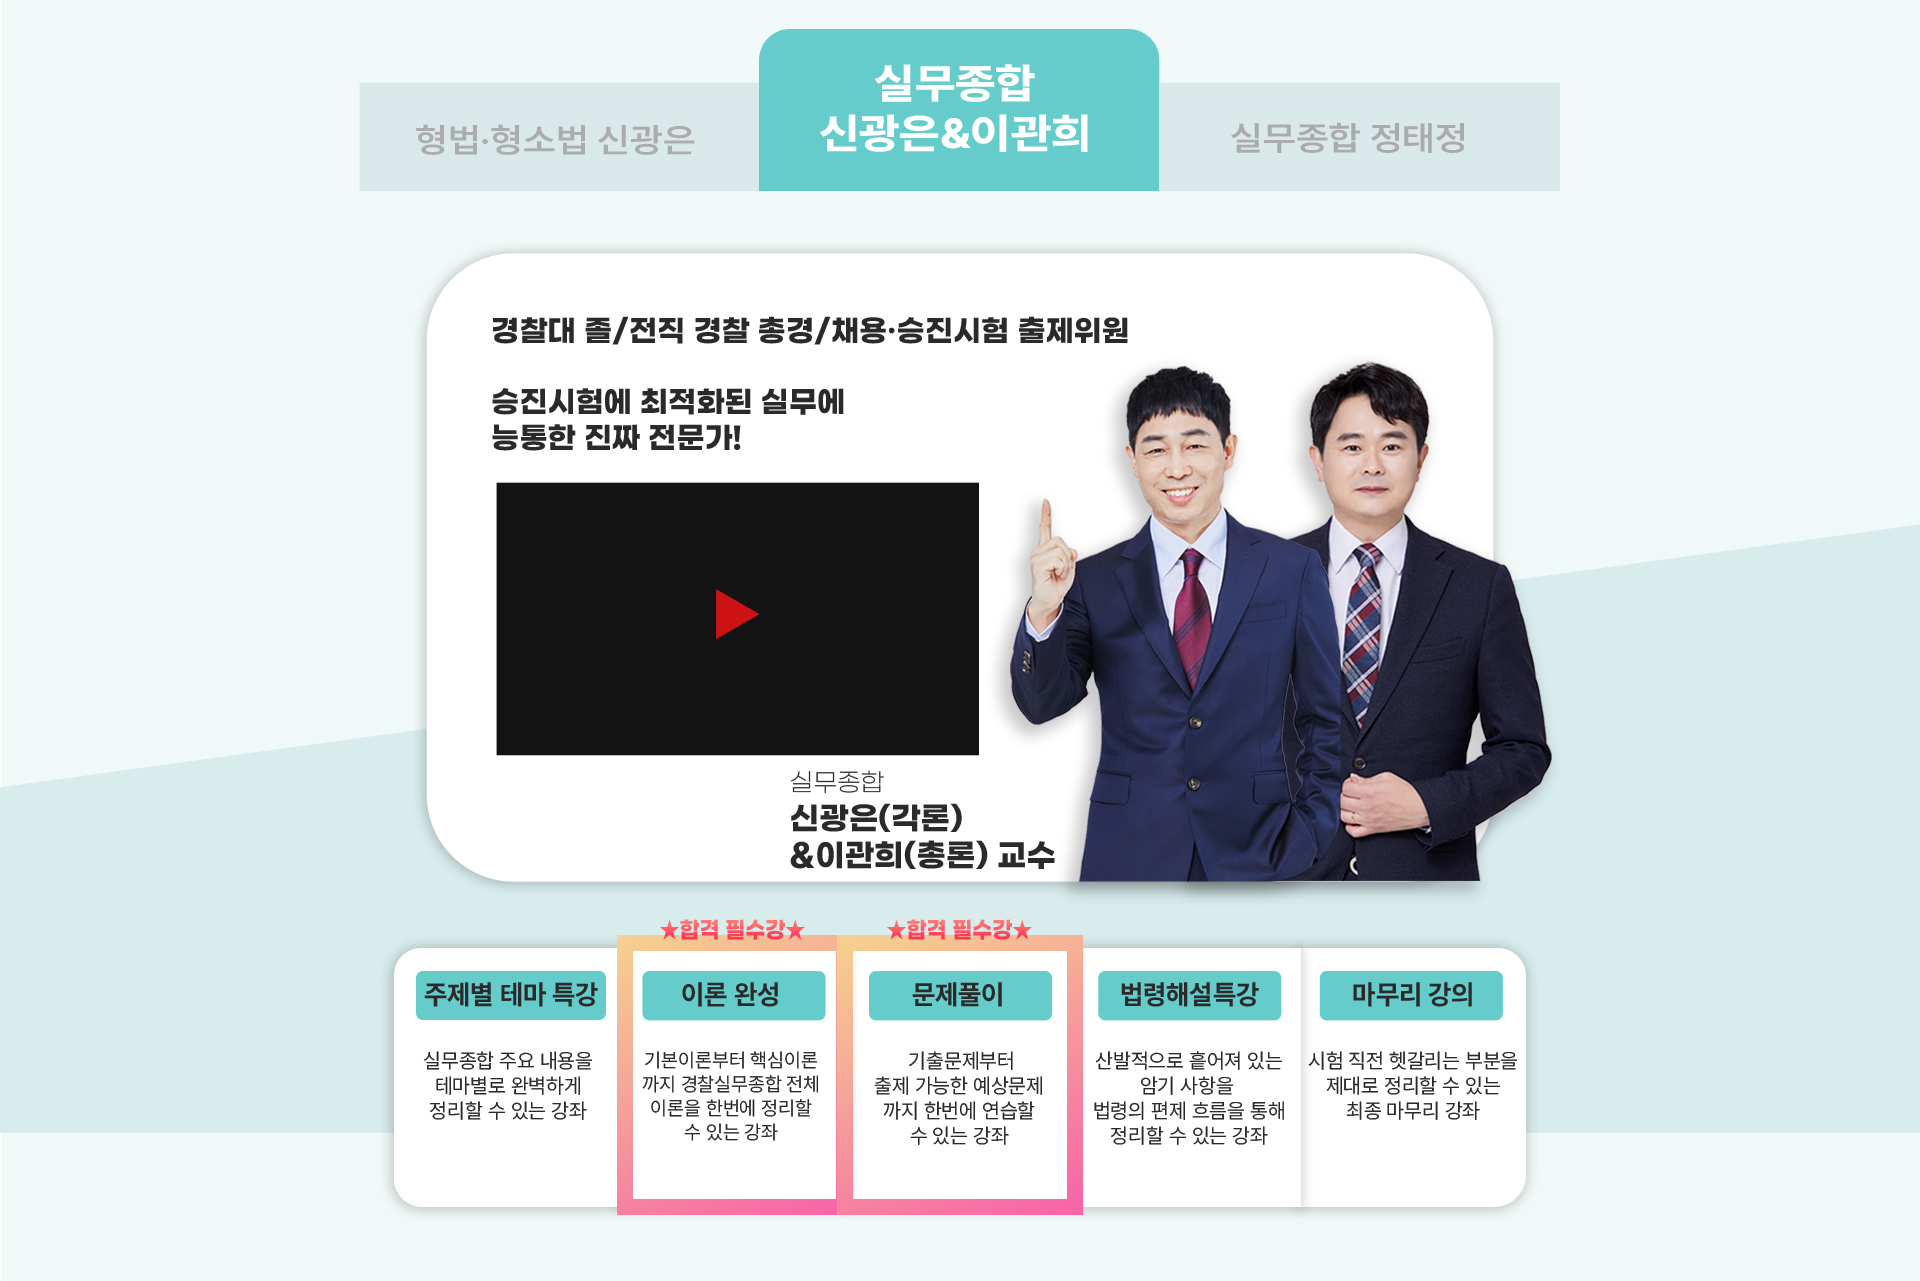 형법·형소법 신광은
실무종합
신광은&이관희
실무종합 정태정
경찰대 졸/전직 경찰 총경/채용·승진시험 출제위원
승진시험에 최적화된 실무에
능통한 진짜 전문가!
실무종합
신광은(각론)
&이관희(총론) 교수
★합격 필수강★
★합격 필수강★
주제별 테마 특강
실무종합 주요 내용을
테마별로 완벽하게
정리할 수 있는 강좌
이론 완성
기본이론부터 핵심이론
까지 경찰실무종합 전체
이론을 한번에 정리할
수 있는 강좌
문제풀이
기출문제부터
출제 가능한 예상문제
까지 한번에 연습할
수 있는 강좌
법령해설특강
산발적으로 흩어져 있는
암기 사항을
법령의 편제 흐름을 통해
정리할 수 있는 강좌
마무리 강의
시험 직전 헷갈리는 부분을
제대로 정리할 수 있는
최종 마무리 강좌